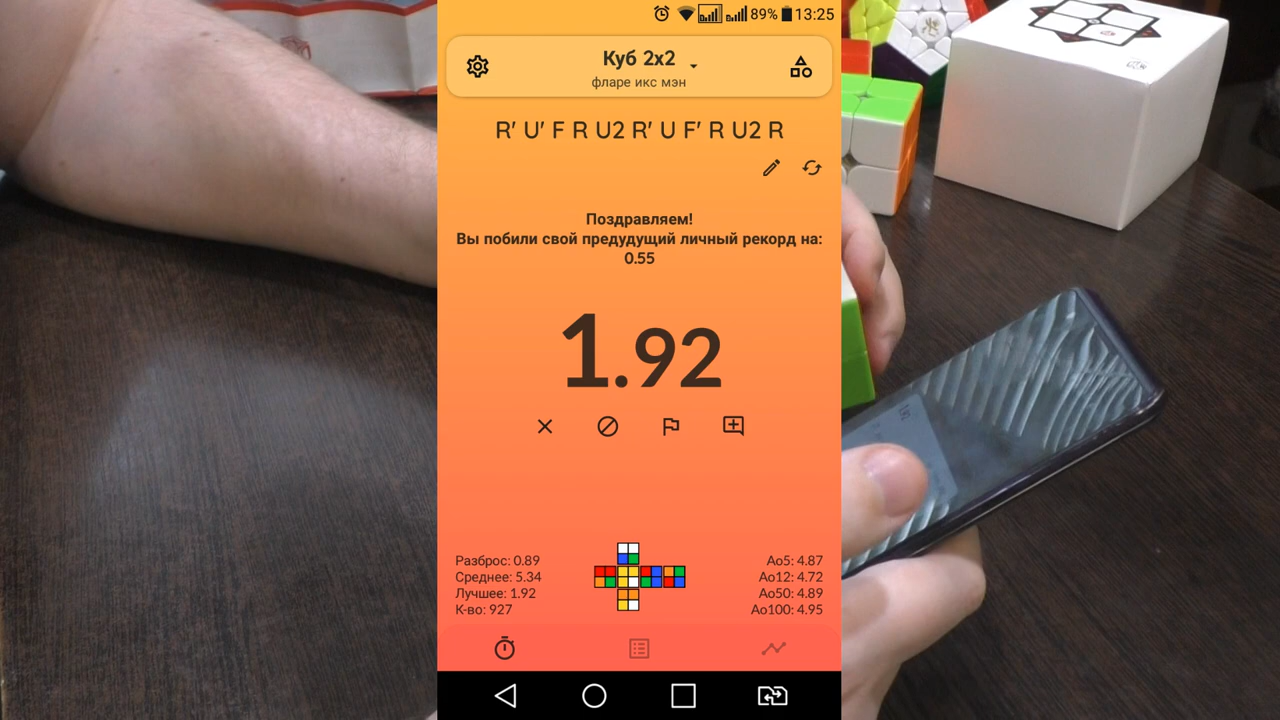 89% 13:25
Куб 2x2
фларе икс мэн
R' U' F R U2 R' U F' R U2 R
Поздравляем!
Вы побили свой предудущий личный рекорд на:
0.55
1.92
Разброс: 0.89
Среднее: 5.34
Лучшее: 1.92
К-во: 927
Ao5: 4.87
Ao12: 4.72
Ao50: 4.89
Ao100: 4.95